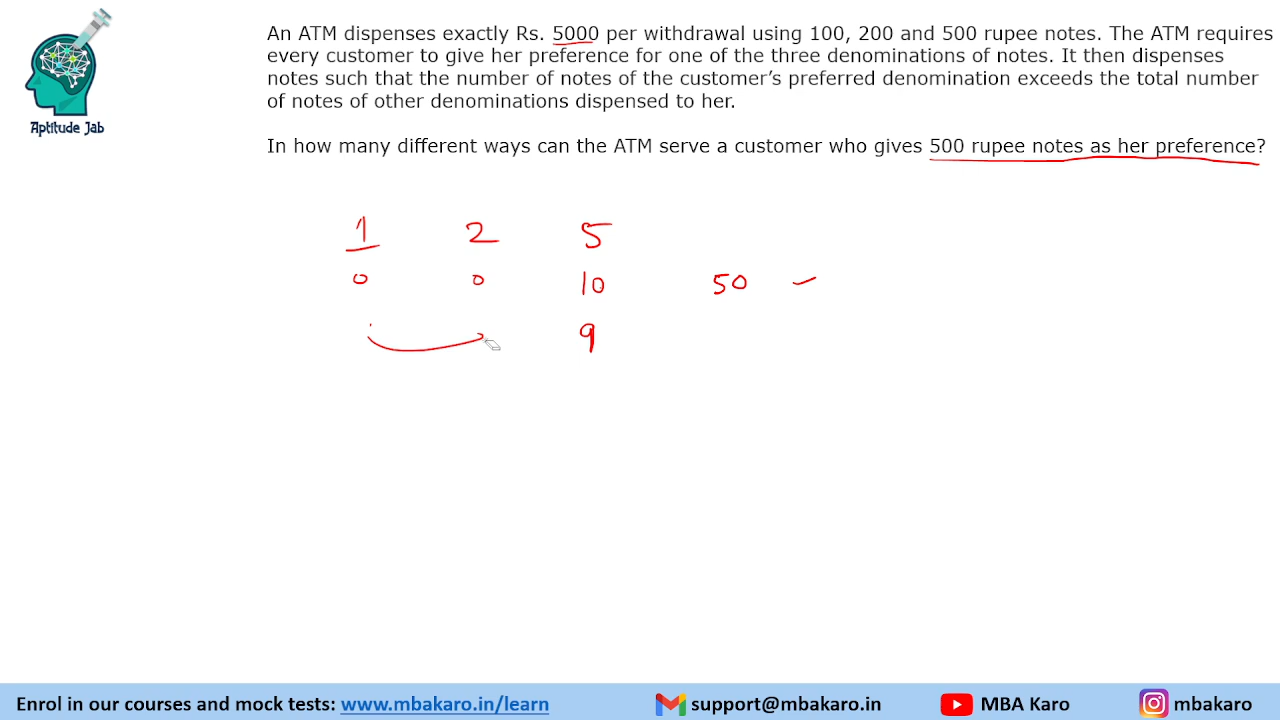 An ATM dispenses exactly Rs. 5000 per withdrawal using 100, 200 and 500 rupee notes. The ATM requires
every customer to give her preference for one of the three denominations of notes. It then dispenses
notes such that the number of notes of the customer's preferred denomination exceeds the total number
of notes of other denominations dispensed to her.
Aptitude Jab
In how many different ways can the ATM serve a customer who gives 500 rupee notes as her preference?
1 2 5
0 0 10 50
9
Enrol in our courses and mock tests: www.mbakaro.in/learn support@mbakaro.in MBA Karo mbakaro